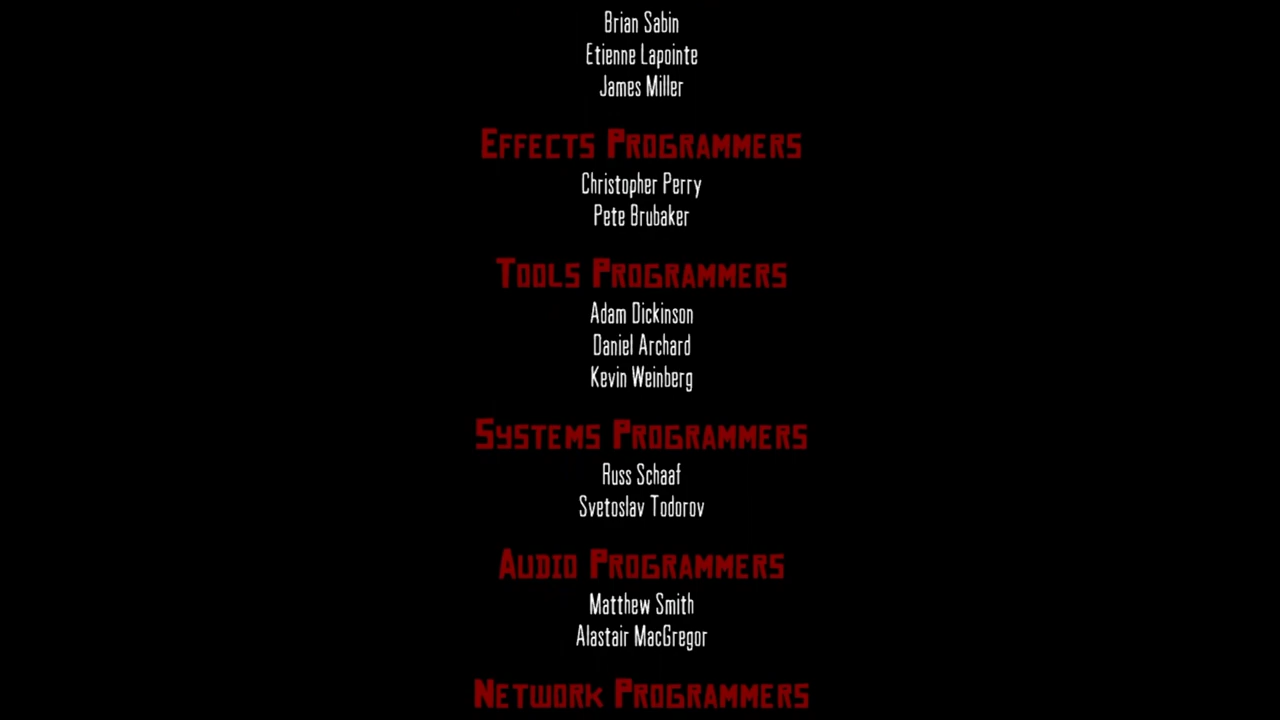 Brian Sabin
Etienne Lapointe
James Miller
Effects Programmers
Christopher Perry
Pete Brubaker
Tools Programmers
Adam Dickinson
Daniel Archard
Kevin Weinberg
Systems Programmers
Russ Schaaf
Svetoslav Todorov
Audio Programmers
Matthew Smith
Alastair MacGregor
Network Programmers